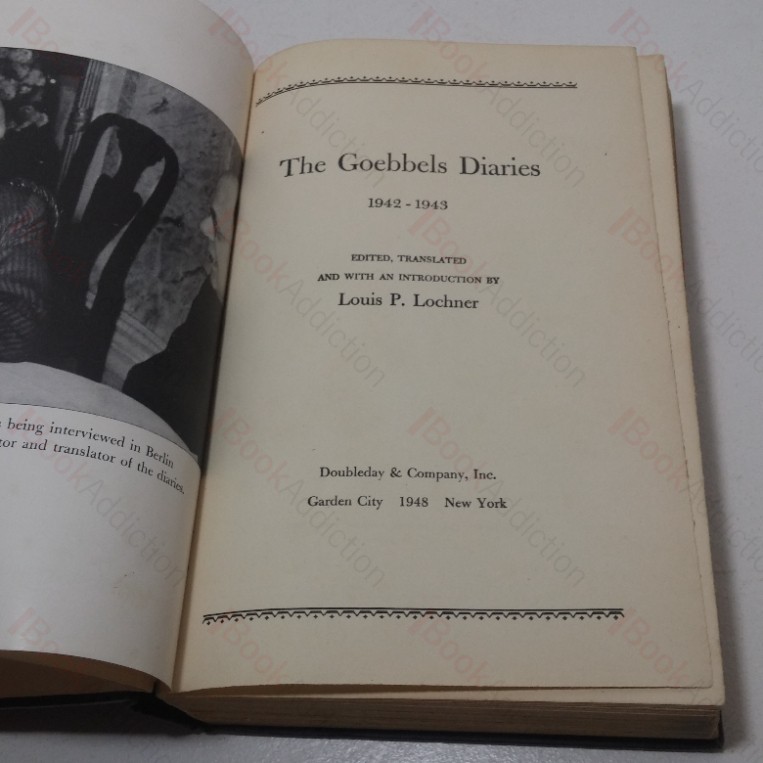 being interviewed in Berlin
tor and translator of the diaries.
The Goebbels Diaries
1942 - 1943
EDITED, TRANSLATED
AND WITH AN INTRODUCTION BY
Louis P. Lochner
Doubleday & Company, Inc.
Garden City 1948 New York
BookAddiction